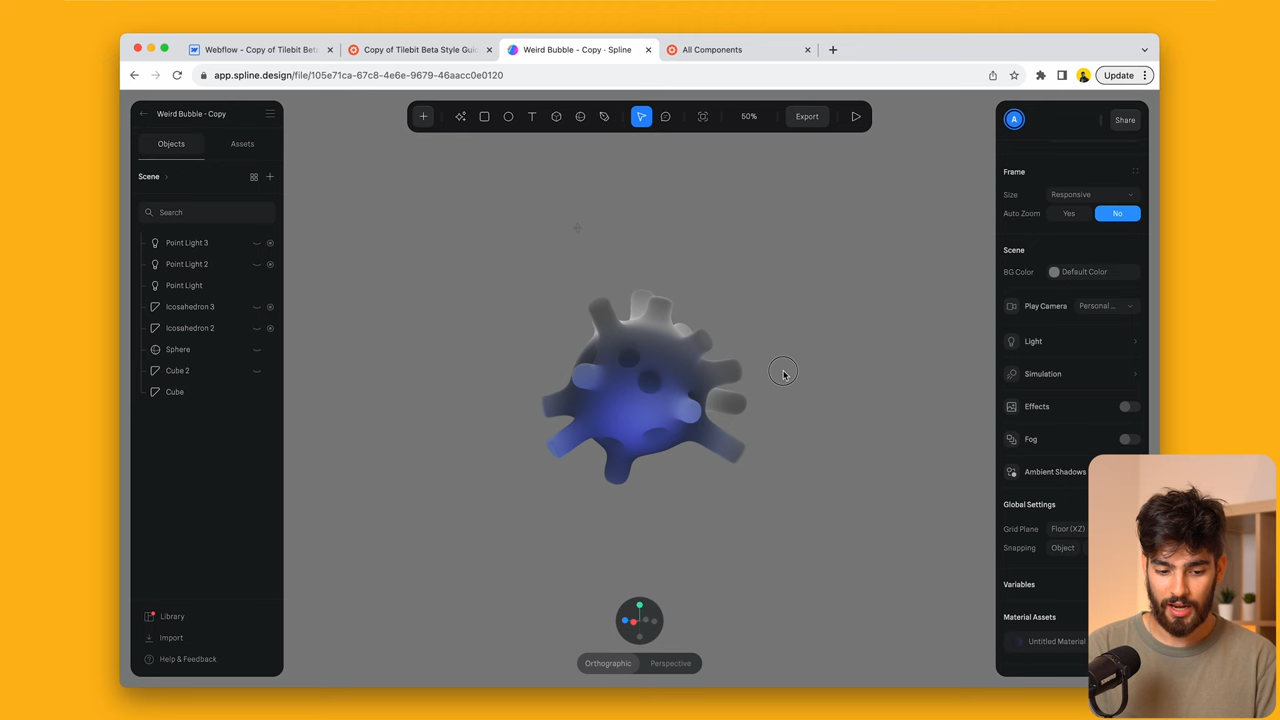 Webflow - Copy of Tilebit Beta
Copy of Tilebit Beta Style Guid
Weird Bubble - Copy · Spline
All Components
app.spline.design/file/105e71ca-67c8-4e6e-9679-46aacc0e0120
Update
Weird Bubble - Copy
Objects
Assets
Scene
Search
Point Light 3
Point Light 2
Point Light
Icosahedron 3
Icosahedron 2
Sphere
Cube 2
Cube
Library
Import
Help & Feedback
T
50%
Export
Orthographic
Perspective
A
Share
Frame
Size
Responsive
Auto Zoom
Yes
No
Scene
BG Color
Default Color
Play Camera
Personal ...
Light
Simulation
Effects
Fog
Ambient Shadows
Global Settings
Grid Plane
Floor (XZ)
Snapping
Object
Variables
Material Assets
Untitled Material